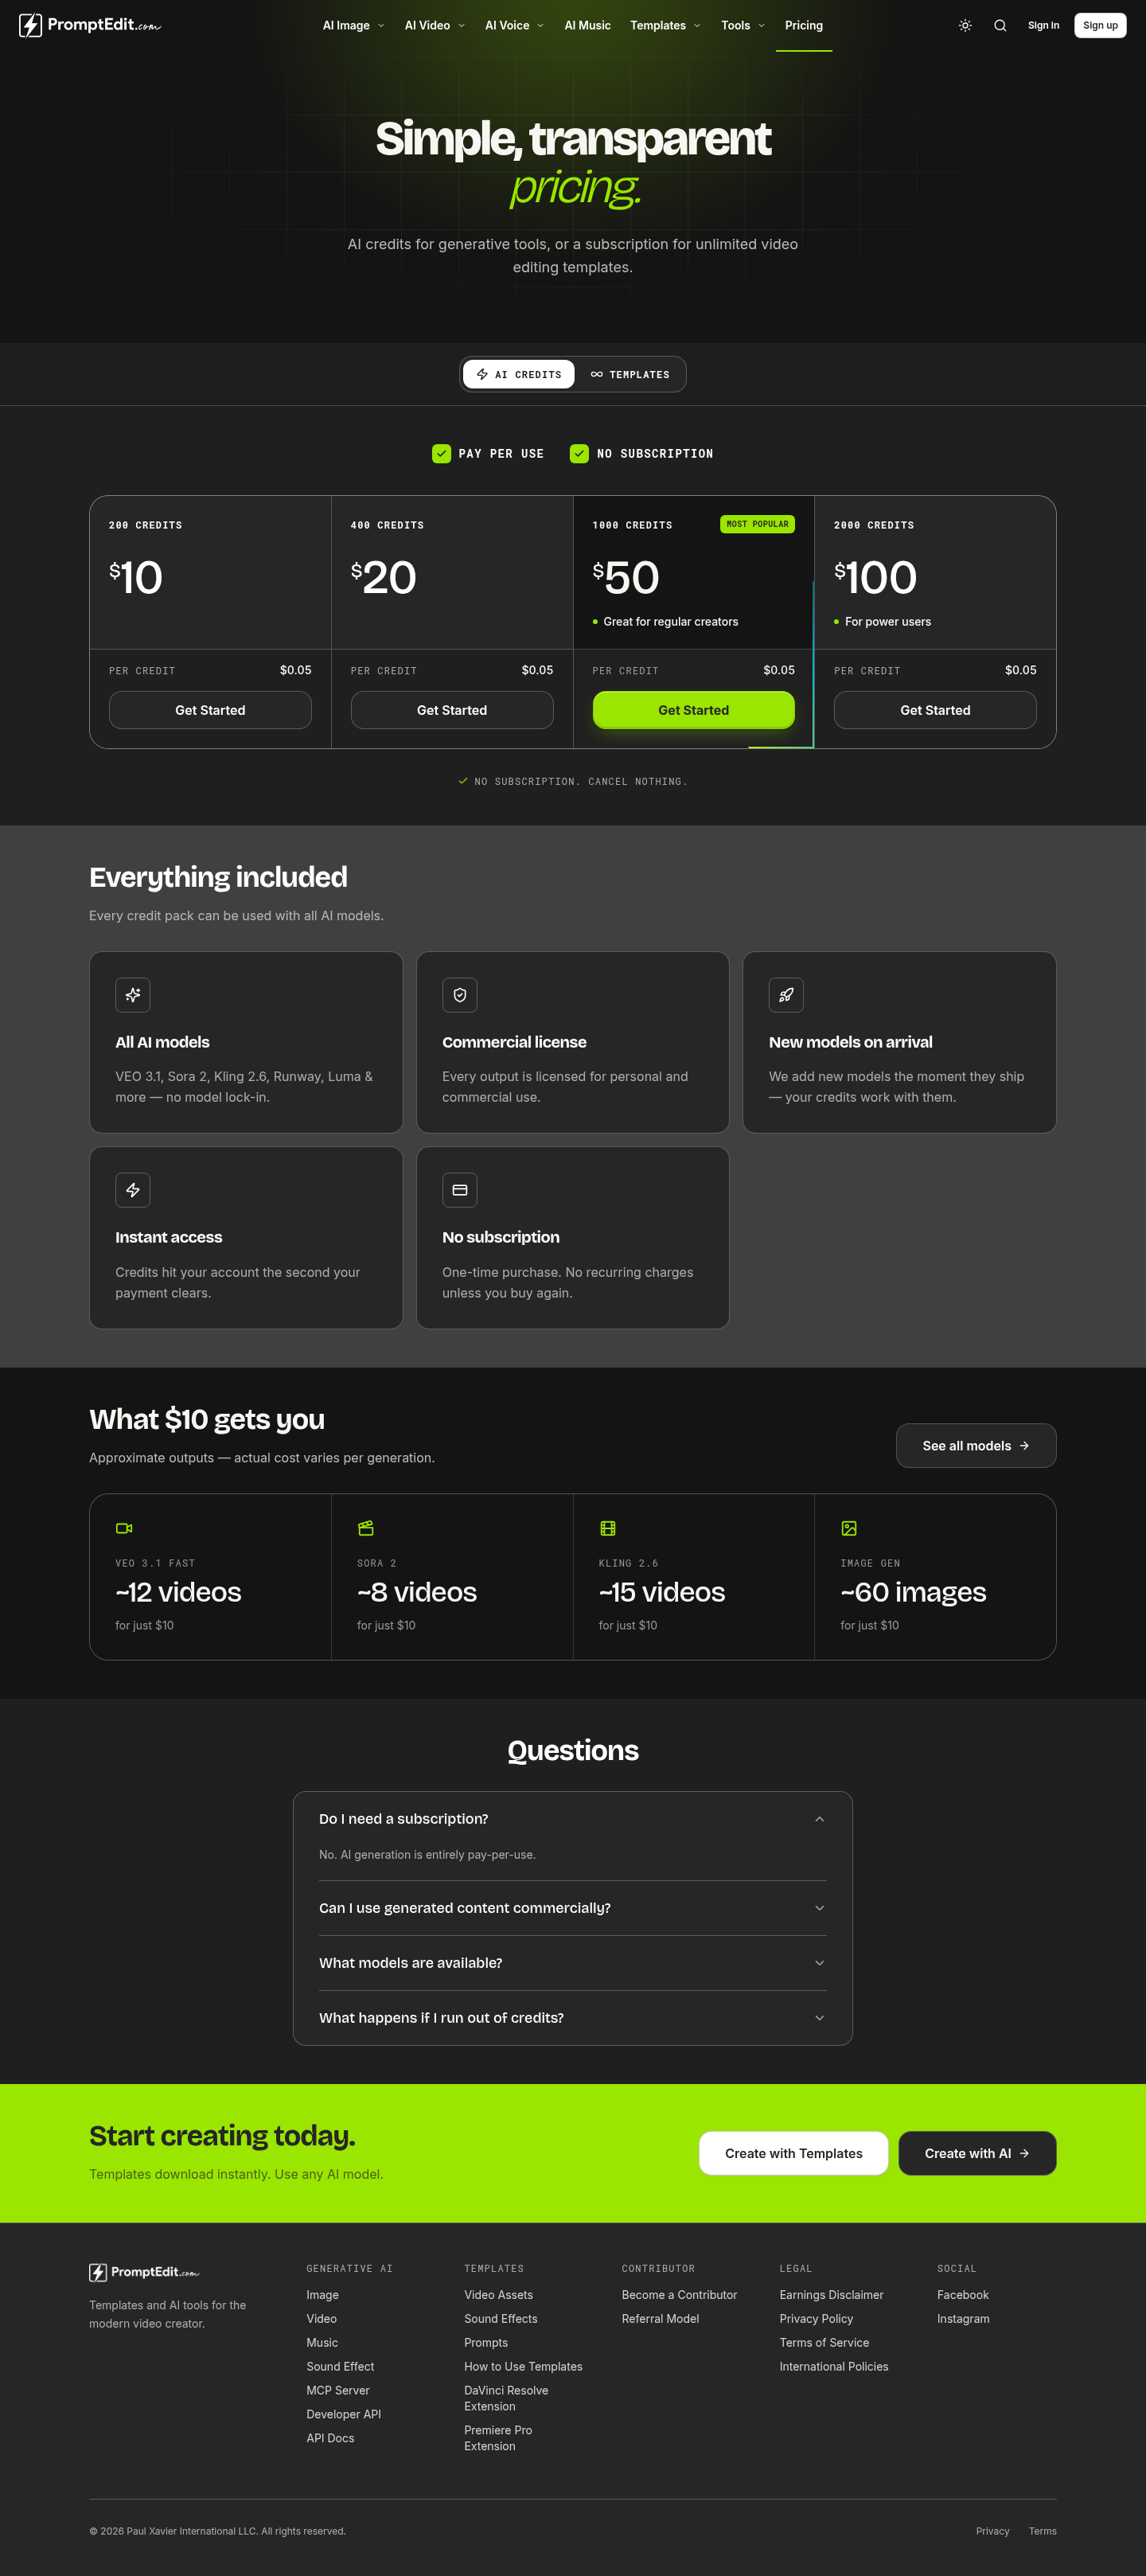 PromptEdit.com
AI Image
AI Video
AI Voice
AI Music
Templates
Tools
Pricing
Sign in
Sign up
Simple, transparent
pricing.
AI credits for generative tools, or a subscription for unlimited video
editing templates.
AI CREDITS
TEMPLATES
PAY PER USE
NO SUBSCRIPTION
200 CREDITS
$10
PER CREDIT
$0.05
Get Started
400 CREDITS
$20
PER CREDIT
$0.05
Get Started
1000 CREDITS
MOST POPULAR
$50
Great for regular creators
PER CREDIT
$0.05
Get Started
2000 CREDITS
$100
For power users
PER CREDIT
$0.05
Get Started
NO SUBSCRIPTION. CANCEL NOTHING.
Everything included
Every credit pack can be used with all AI models.
All AI models
VEO 3.1, Sora 2, Kling 2.6, Runway, Luma &
more — no model lock-in.
Commercial license
Every output is licensed for personal and
commercial use.
New models on arrival
We add new models the moment they ship
— your credits work with them.
Instant access
Credits hit your account the second your
payment clears.
No subscription
One-time purchase. No recurring charges
unless you buy again.
What $10 gets you
Approximate outputs — actual cost varies per generation.
See all models
VEO 3.1 FAST
~12 videos
for just $10
SORA 2
~8 videos
for just $10
KLING 2.6
~15 videos
for just $10
IMAGE GEN
~60 images
for just $10
Questions
Do I need a subscription?
No. AI generation is entirely pay-per-use.
Can I use generated content commercially?
What models are available?
What happens if I run out of credits?
Start creating today.
Templates download instantly. Use any AI model.
Create with Templates
Create with AI
PromptEdit.com
Templates and AI tools for the
modern video creator.
GENERATIVE AI
Image
Video
Music
Sound Effect
MCP Server
Developer API
API Docs
TEMPLATES
Video Assets
Sound Effects
Prompts
How to Use Templates
DaVinci Resolve
Extension
Premiere Pro
Extension
CONTRIBUTOR
Become a Contributor
Referral Model
LEGAL
Earnings Disclaimer
Privacy Policy
Terms of Service
International Policies
SOCIAL
Facebook
Instagram
© 2026 Paul Xavier International LLC. All rights reserved.
Privacy
Terms